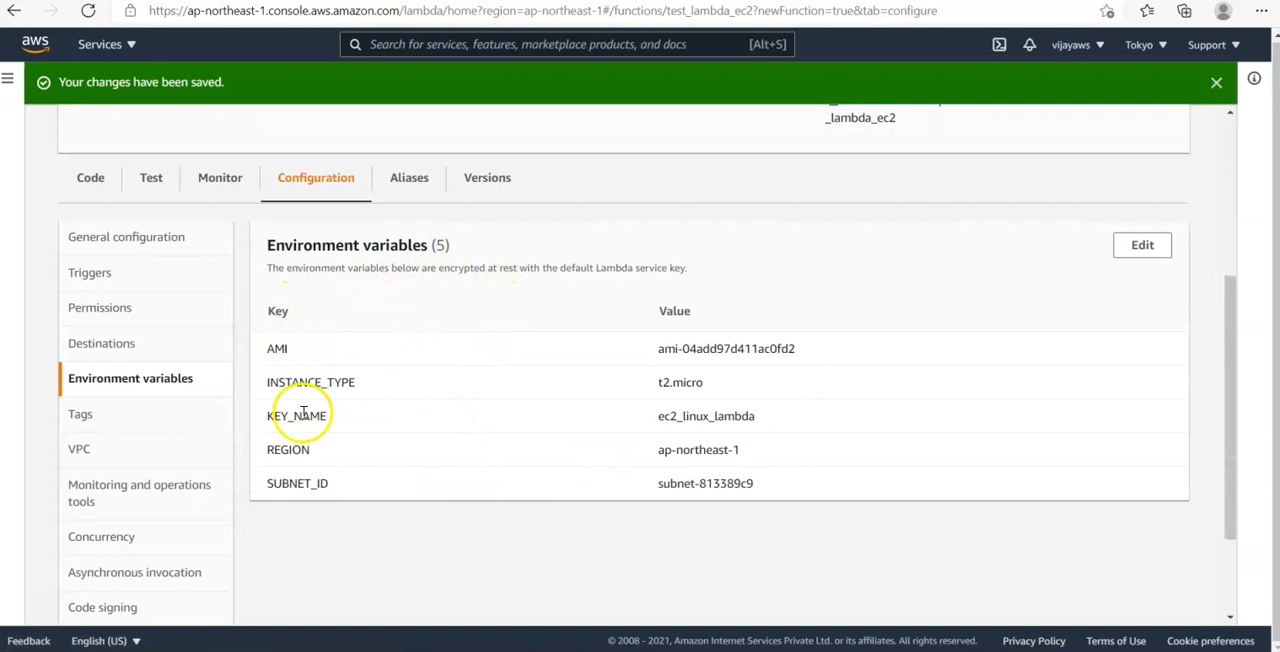 https://ap-northeast-1.console.aws.amazon.com/lambda/home?region=ap-northeast-1#/functions/test_lambda_ec2?newFunction=true&tab=configure
aws Services Search for services, features, marketplace products, and docs [Alt+S] vijayaws Tokyo Support
Your changes have been saved.
_lambda_ec2
Code Test Monitor Configuration Aliases Versions
General configuration
Triggers
Permissions
Destinations
Environment variables
Tags
VPC
Monitoring and operations
tools
Concurrency
Asynchronous invocation
Code signing
Environment variables (5) Edit
The environment variables below are encrypted at rest with the default Lambda service key.
Key Value
AMI ami-04add97d411ac0fd2
INSTANCE_TYPE t2.micro
KEY_NAME ec2_linux_lambda
REGION ap-northeast-1
SUBNET_ID subnet-813389c9
Feedback English (US) © 2008 - 2021, Amazon Internet Services Private Ltd. or its affiliates. All rights reserved. Privacy Policy Terms of Use Cookie preferences